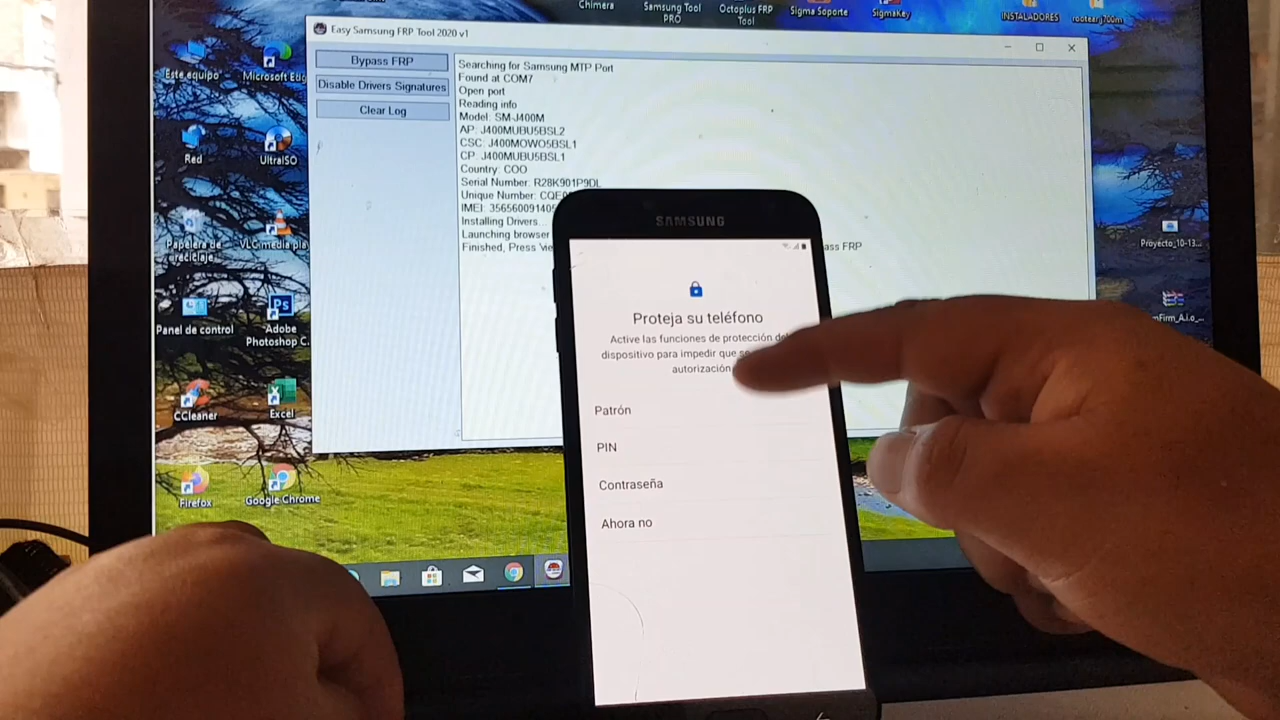 Chimera
Samsung Tool
PRO
Octoplus FRP
Tool
Sigma Soporte
SigmaKey
INSTALADORES
rootear j700m
Easy Samsung FRP Tool 2020 v1
Bypass FRP
Disable Drivers Signatures
Clear Log
Searching for Samsung MTP Port
Found at COM7
Open port
Reading info
Model: SM-J400M
AP: J400MUBU5BSL2
CSC: J400MOWO5BSL1
CP: J400MUBU5BSL1
Country: COO
Serial Number: R28K901P9DL
Unique Number:
IMEI:
Installing Drivers...
Launching browser
Finished, Press
FRP
Este equipo
Microsoft
Red
UltraISO
Papelera de
reciclaje
VLC media
Panel de control
Adobe
Photoshop C.
CCleaner
Excel
Firefox
Google Chrome
Proyecto_10-13...
SAMSUNG
Proteja su teléfono
Active las funciones de protección
dispositivo para impedir que
autorización
Patrón
PIN
Contraseña
Ahora no